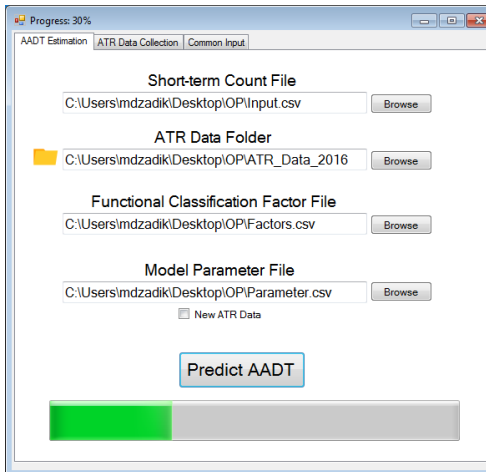 Progress: 30%
AADT Estimation ATR Data Collection Common Input
Short-term Count File
C:\Users\mdzadik\Desktop\OP\Input.csv Browse
ATR Data Folder
C:\Users\mdzadik\Desktop\OP\ATR_Data_2016 Browse
Functional Classification Factor File
C:\Users\mdzadik\Desktop\OP\Factors.csv Browse
Model Parameter File
C:\Users\mdzadik\Desktop\OP\Parameter.csv Browse
New ATR Data
Predict AADT